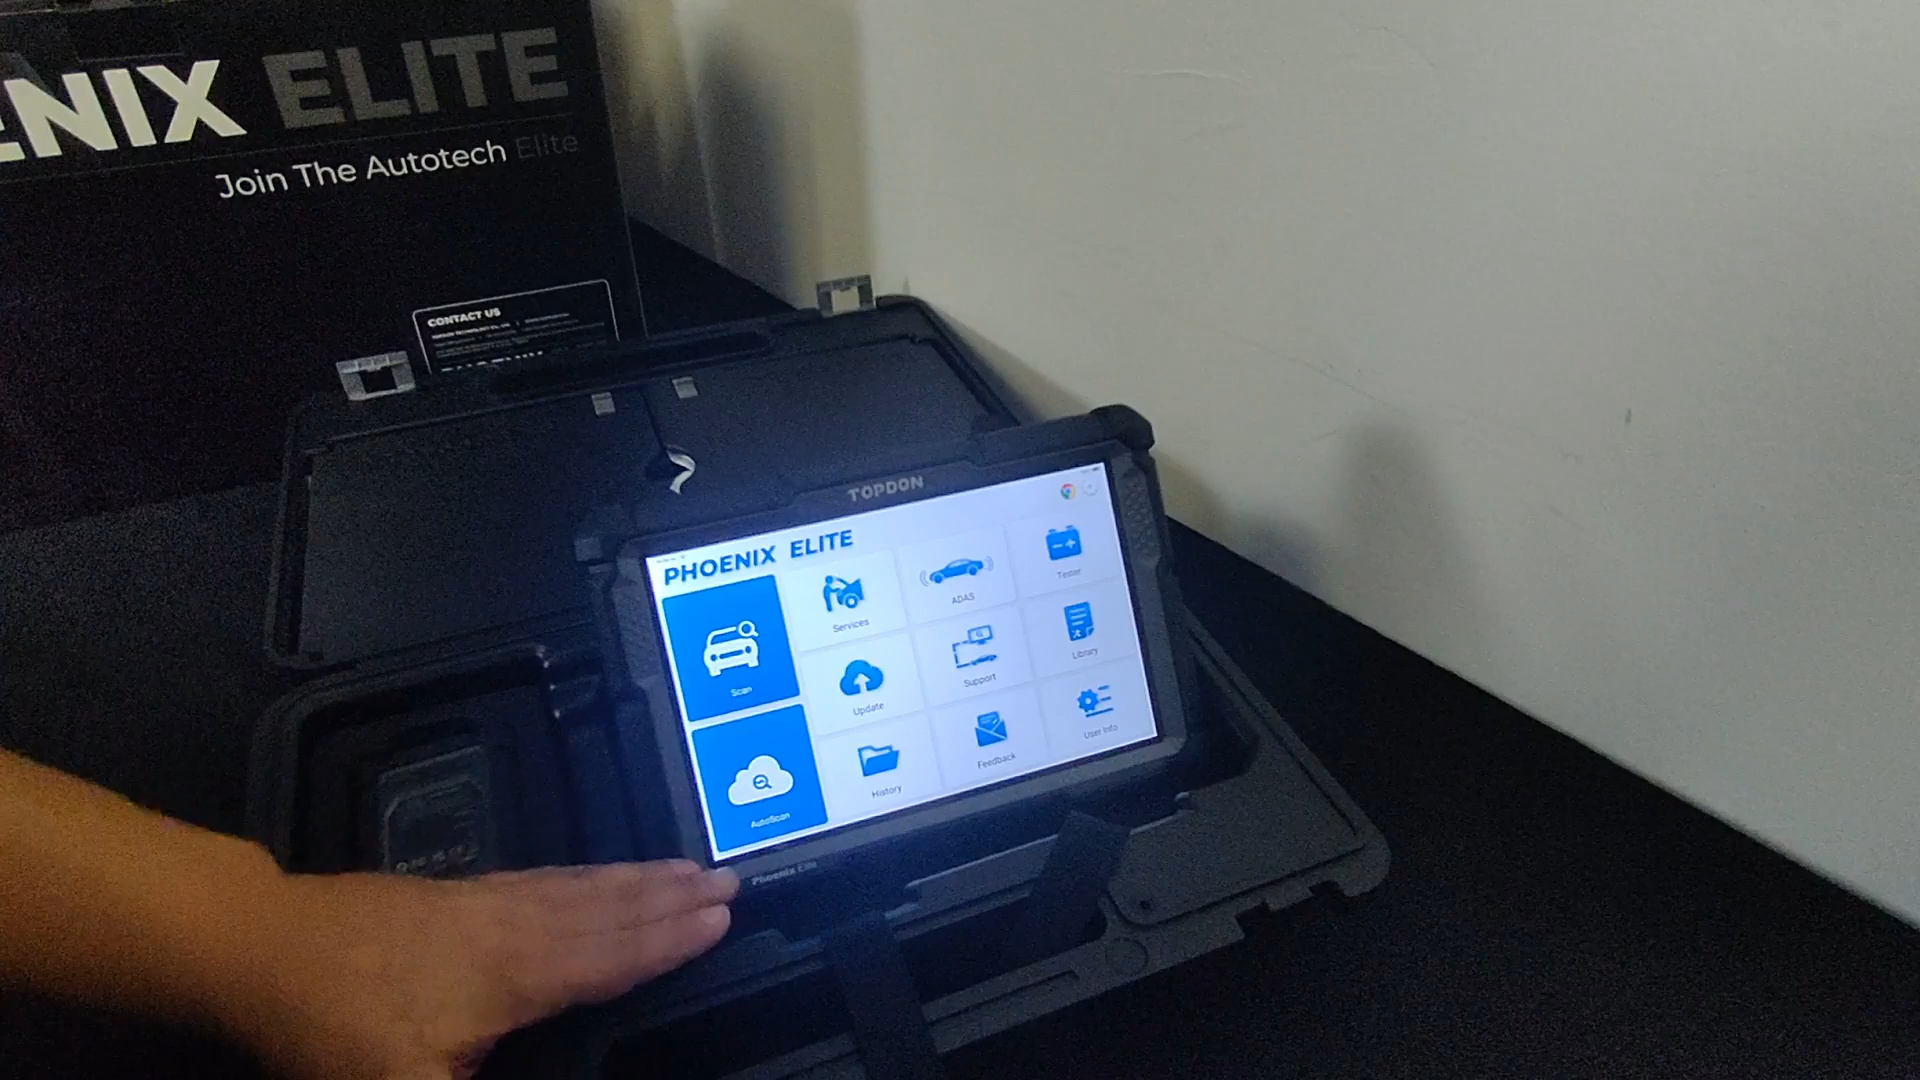 ENIX ELITE
Join The Autotech Elite
CONTACT US
TOPDON
PHOENIX ELITE
Scan
Services
ADAS
Tester
Update
Support
Library
AutoScan
History
Feedback
User Info
Phoenix Elite